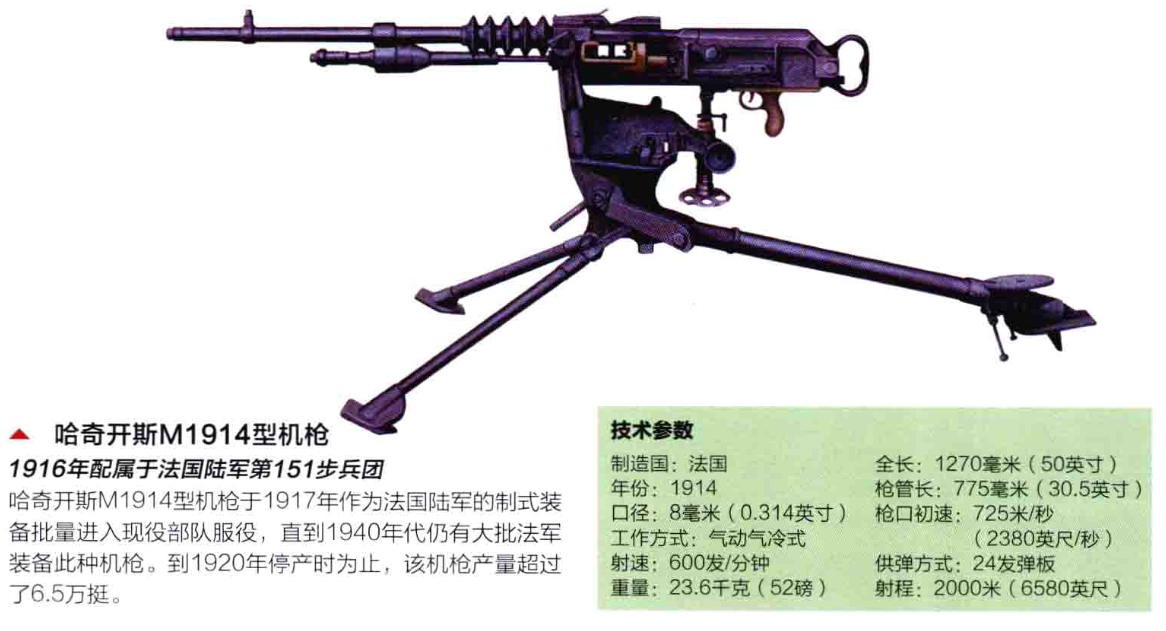 哈奇开斯M1914型机枪
1916年配属于法国陆军第151步兵团
哈奇开斯M1914型机枪于1917年作为法国陆军的制式装
备批量进入现役部队服役，直到1940年代仍有大批法军
装备此种机枪。到1920年停产时为止，该机枪产量超过
了6.5万挺。
技术参数
制造国：法国
年份：1914
口径：8毫米（0.314英寸）
工作方式：气动气冷式
射速：600发/分钟
重量：23.6千克（52磅）
全长：1270毫米（50英寸）
枪管长：775毫米（30.5英寸）
枪口初速：725米/秒
（2380英尺/秒）
供弹方式：24发弹板
射程：2000米（6580英尺）